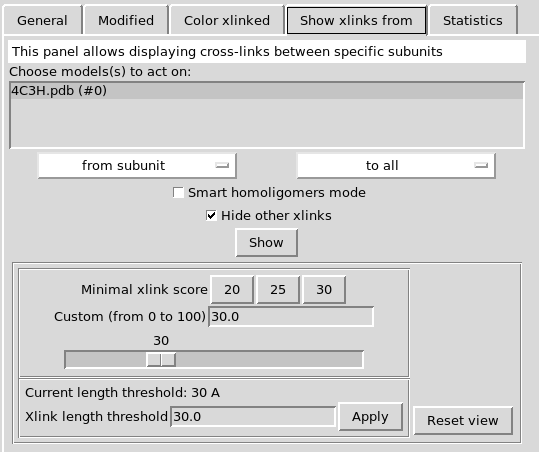 General Modified Color xlinked Show xlinks from Statistics
This panel allows displaying cross-links between specific subunits
Choose models(s) to act on:
4C3H.pdb (#0)
from subunit to all
Smart homoligomers mode
Hide other xlinks
Show
Minimal xlink score 20 25 30
Custom (from 0 to 100) 30.0
30
Current length threshold: 30 A
Xlink length threshold 30.0 Apply
Reset view